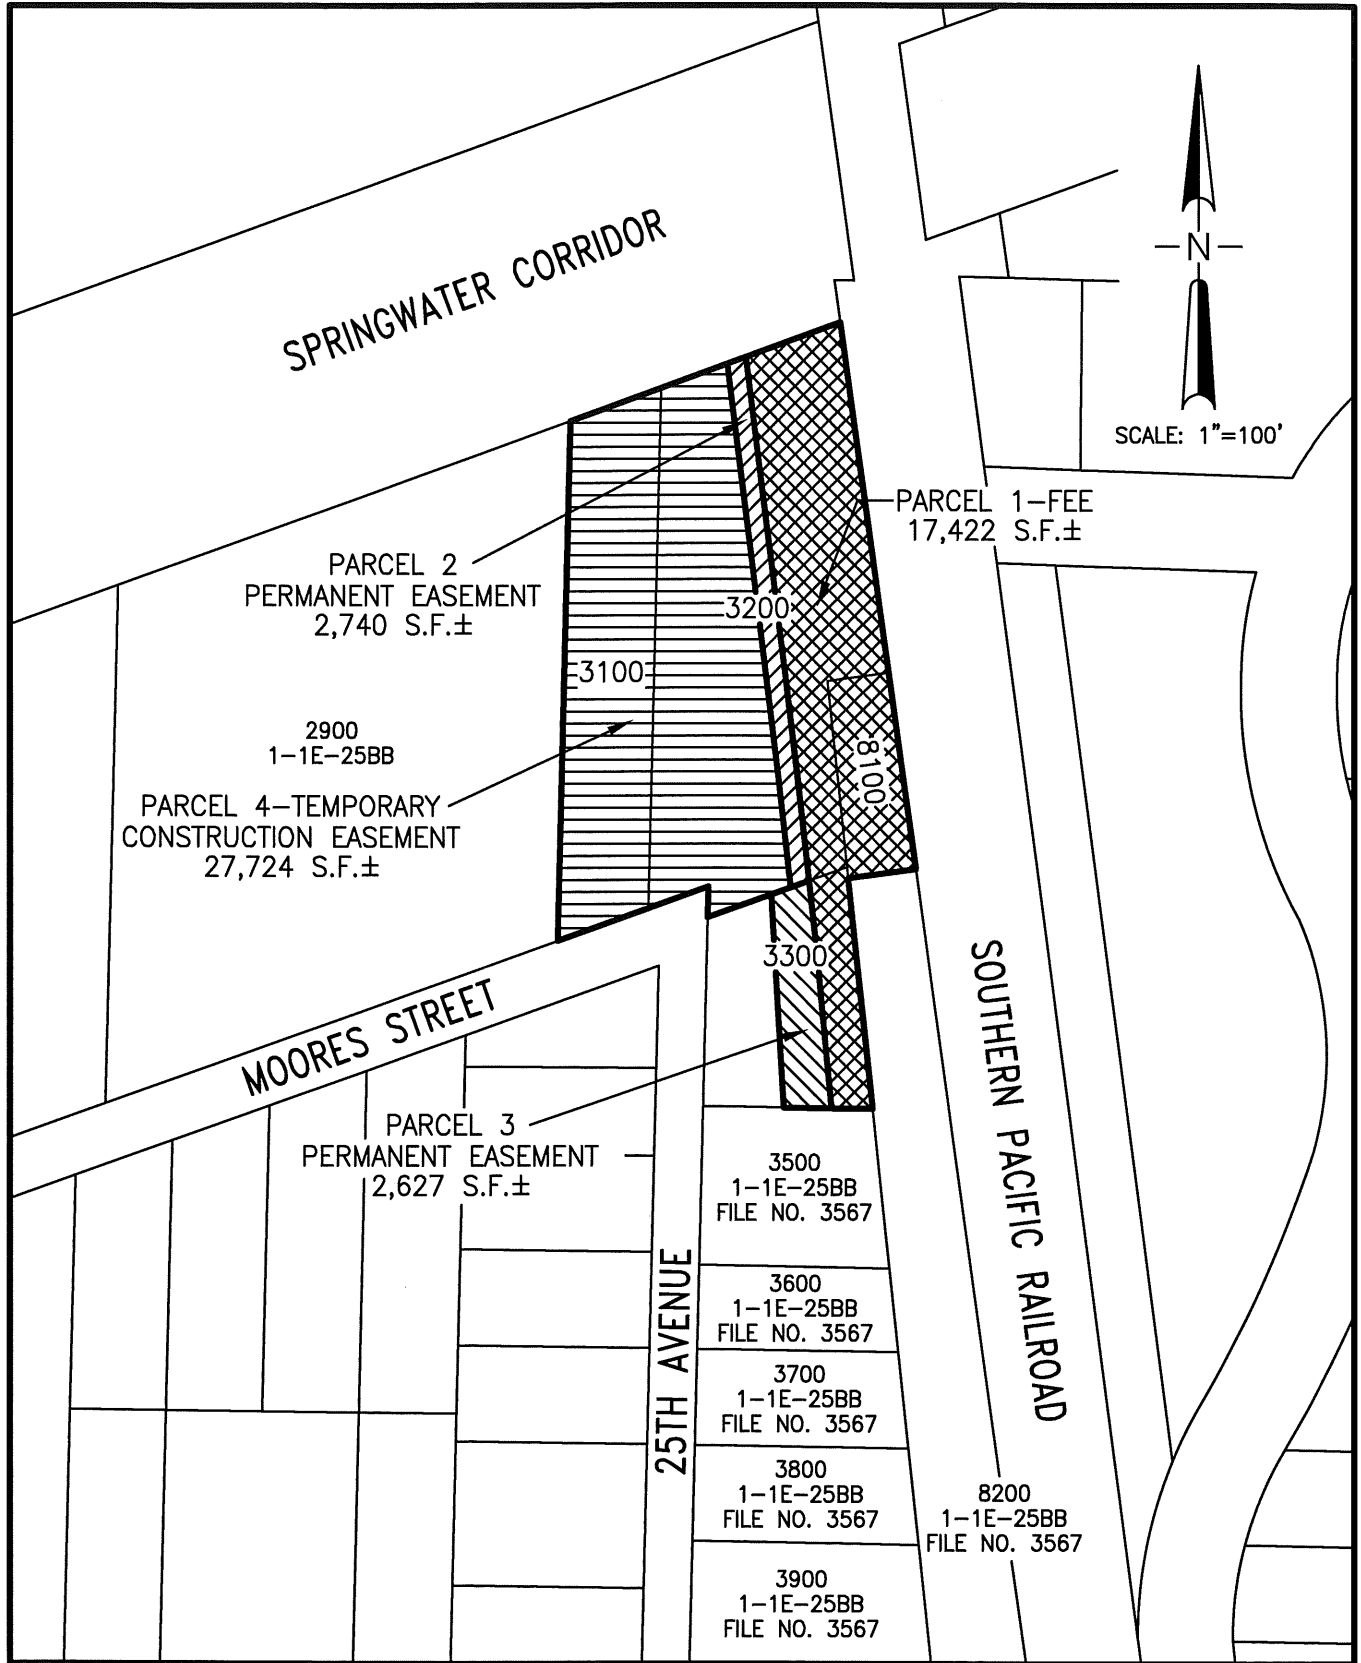 SPRINGWATER CORRIDOR
N
SCALE: 1"=100'
PARCEL 1-FEE
17,422 S.F.±
PARCEL 2
PERMANENT EASEMENT
2,740 S.F.±
3200
3100
2900
1-1E-25BB
8100
PARCEL 4-TEMPORARY
CONSTRUCTION EASEMENT
27,724 S.F.±
3300
MOORES STREET
SOUTHERN PACIFIC RAILROAD
PARCEL 3
PERMANENT EASEMENT
2,627 S.F.±
25TH AVENUE
3500
1-1E-25BB
FILE NO. 3567
3600
1-1E-25BB
FILE NO. 3567
3700
1-1E-25BB
FILE NO. 3567
3800
1-1E-25BB
FILE NO. 3567
8200
1-1E-25BB
FILE NO. 3567
3900
1-1E-25BB
FILE NO. 3567